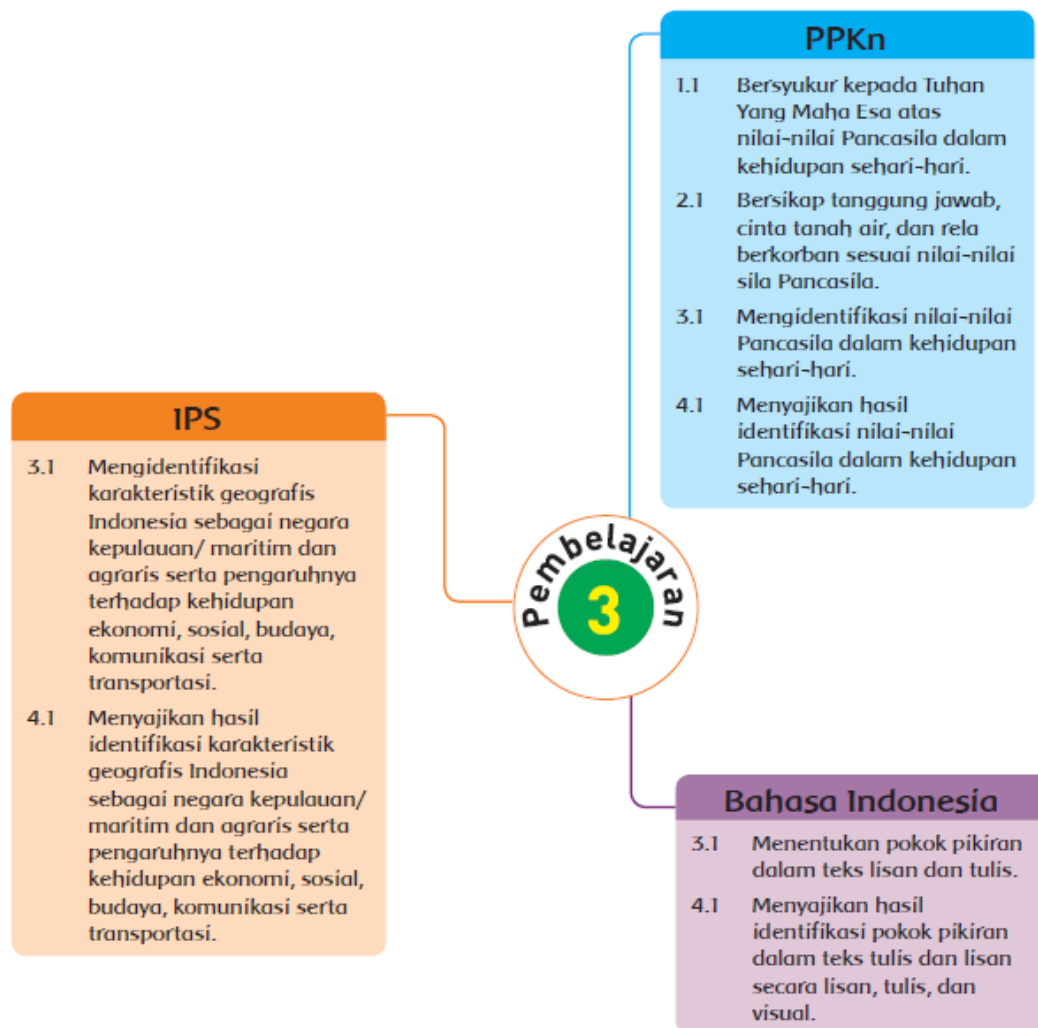 PPKn
1.1 Bersyukur kepada Tuhan
Yang Maha Esa atas
nilai-nilai Pancasila dalam
kehidupan sehari-hari.
2.1 Bersikap tanggung jawab,
cinta tanah air, dan rela
berkorban sesuai nilai-nilai
sila Pancasila.
3.1 Mengidentifikasi nilai-nilai
Pancasila dalam kehidupan
sehari-hari.
4.1 Menyajikan hasil
identifikasi nilai-nilai
Pancasila dalam kehidupan
sehari-hari.
IPS
3.1 Mengidentifikasi
karakteristik geografis
Indonesia sebagai negara
kepulauan/ maritim dan
agraris serta pengaruhnya
terhadap kehidupan
ekonomi, sosial, budaya,
komunikasi serta
transportasi.
4.1 Menyajikan hasil
identifikasi karakteristik
geografis Indonesia
sebagai negara kepulauan/
maritim dan agraris serta
pengaruhnya terhadap
kehidupan ekonomi, sosial,
budaya, komunikasi serta
transportasi.
Pembelajaran
3
Bahasa Indonesia
3.1 Menentukan pokok pikiran
dalam teks lisan dan tulis.
4.1 Menyajikan hasil
identifikasi pokok pikiran
dalam teks tulis dan lisan
secara lisan, tulis, dan
visual.